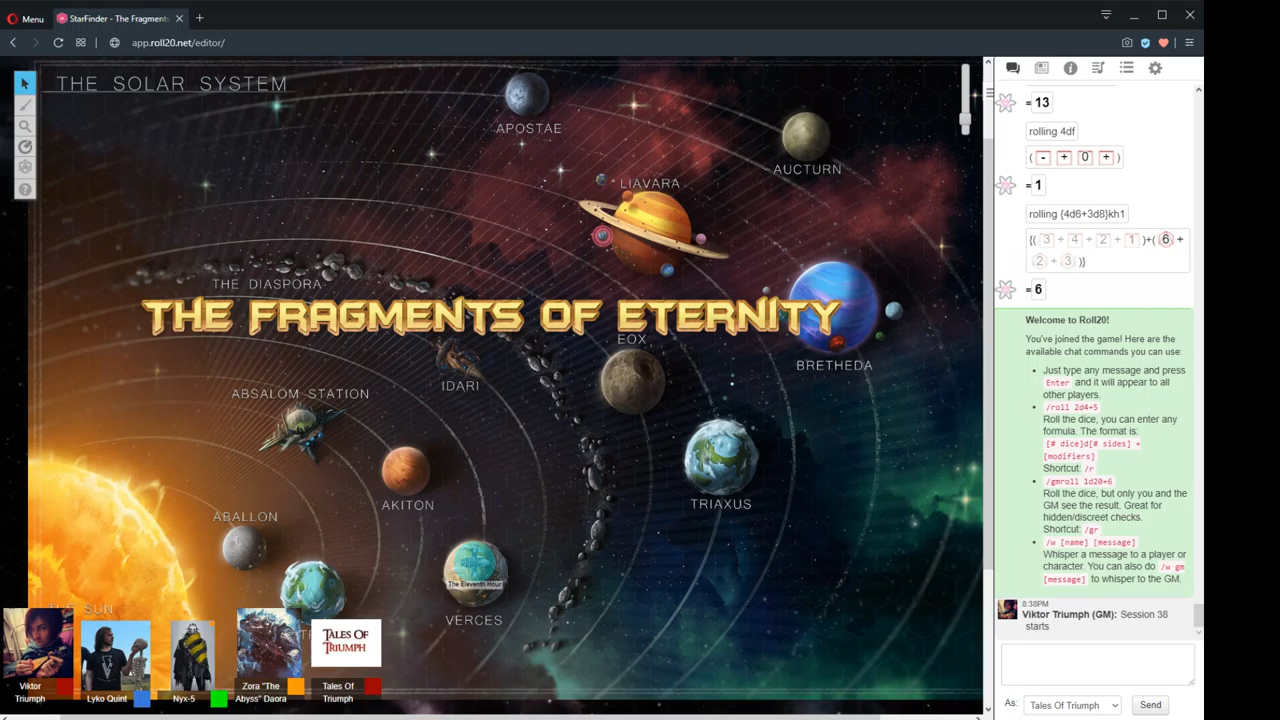 Menu
StarFinder - The Fragments
app.roll20.net/editor/
THE SOLAR SYSTEM
APOSTAE
AUCTURN
LIAVARA
THE DIASPORA
THE FRAGMENTS OF ETERNITY
EOX
BRETHEDA
IDARI
ABSALOM STATION
AKITON
TRIAXUS
ABALLON
The Eleventh Hour
VERCES
THE SUN
TALES OF
TRIUMPH
Viktor
Triumph
Lyko Quint
Nyx-5
Zora "The
Abyss" Daora
Tales Of
Triumph
= 13
rolling 4df
( - + 0 + )
= 1
rolling {4d6+3d8}kh1
{( 3 + 4 + 2 + 1 )+( 6 +
2 + 3 )}
= 6
Welcome to Roll20!
You've joined the game! Here are the
available chat commands you can use:
Just type any message and press
Enter and it will appear to all
other players.
/roll 2d4+5
Roll the dice, you can enter any
formula. The format is:
[# dice]d[# sides] +
[modifiers]
Shortcut: /r
/gmroll 1d20+6
Roll the dice, but only you and the
GM see the result. Great for
hidden/discreet checks.
Shortcut: /gr
/w [name] [message]
Whisper a message to a player or
character. You can also do /w gm
[message] to whisper to the GM.
8:38PM
Viktor Triumph (GM): Session 38
starts
As: Tales Of Triumph Send